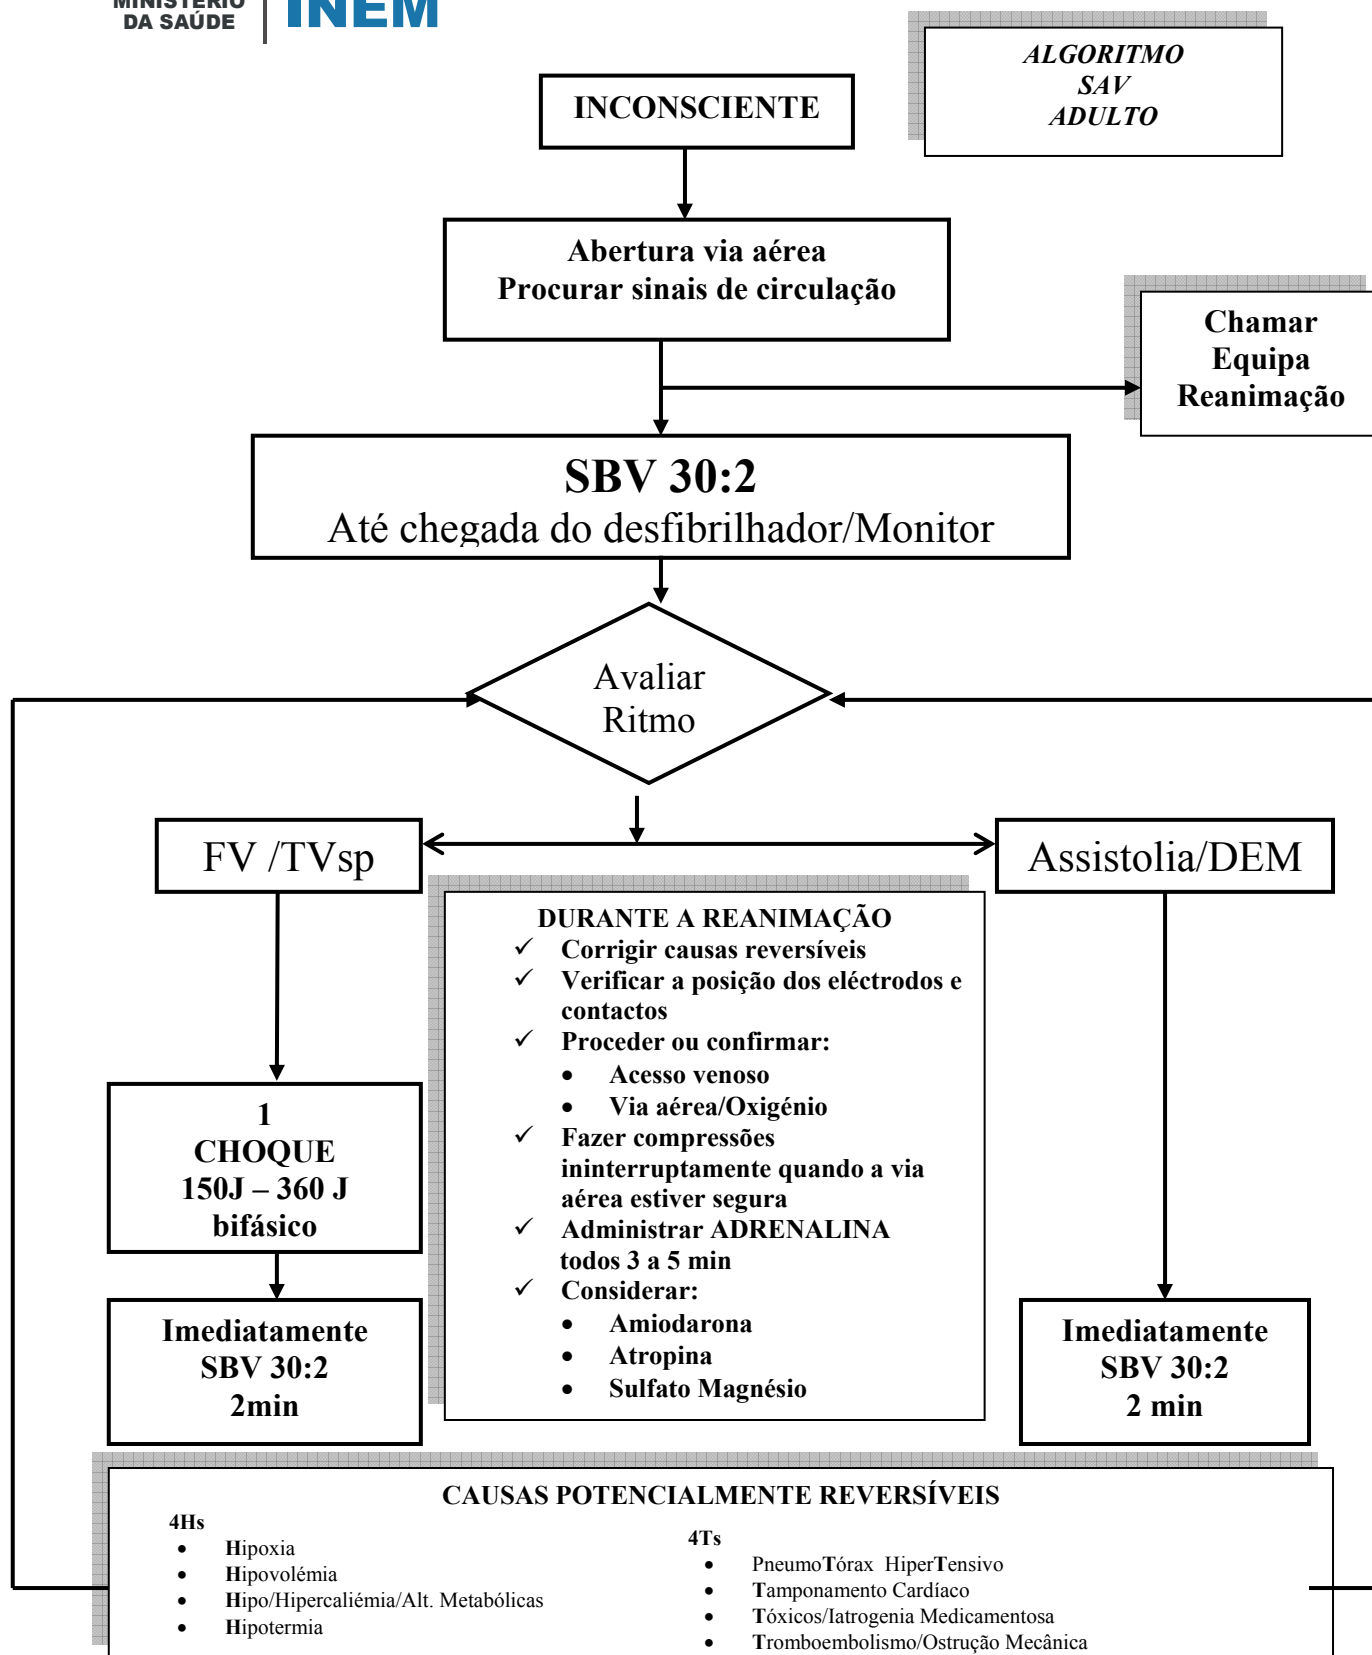 MINISTÉRIO
DA SAÚDE
INEM
ALGORITMO
SAV
ADULTO
INCONSCIENTE
Abertura via aérea
Procurar sinais de circulação
Chamar
Equipa
Reanimação
SBV 30:2
Até chegada do desfibrilhador/Monitor
Avaliar
Ritmo
FV /TVsp
Assistolia/DEM
DURANTE A REANIMAÇÃO
✓ Corrigir causas reversíveis
✓ Verificar a posição dos eléctrodos e
contactos
✓ Proceder ou confirmar:
• Acesso venoso
• Via aérea/Oxigénio
✓ Fazer compressões
ininterruptamente quando a via
aérea estiver segura
✓ Administrar ADRENALINA
todos 3 a 5 min
✓ Considerar:
• Amiodarona
• Atropina
• Sulfato Magnésio
1
CHOQUE
150J – 360 J
bifásico
Imediatamente
SBV 30:2
2min
Imediatamente
SBV 30:2
2 min
CAUSAS POTENCIALMENTE REVERSÍVEIS
4Hs
• Hipoxia
• Hipovolémia
• Hipo/Hipercaliémia/Alt. Metabólicas
• Hipotermia
4Ts
• PneumoTórax HiperTensivo
• Tamponamento Cardíaco
• Tóxicos/Iatrogenia Medicamentosa
• Tromboembolismo/Ostrução Mecânica